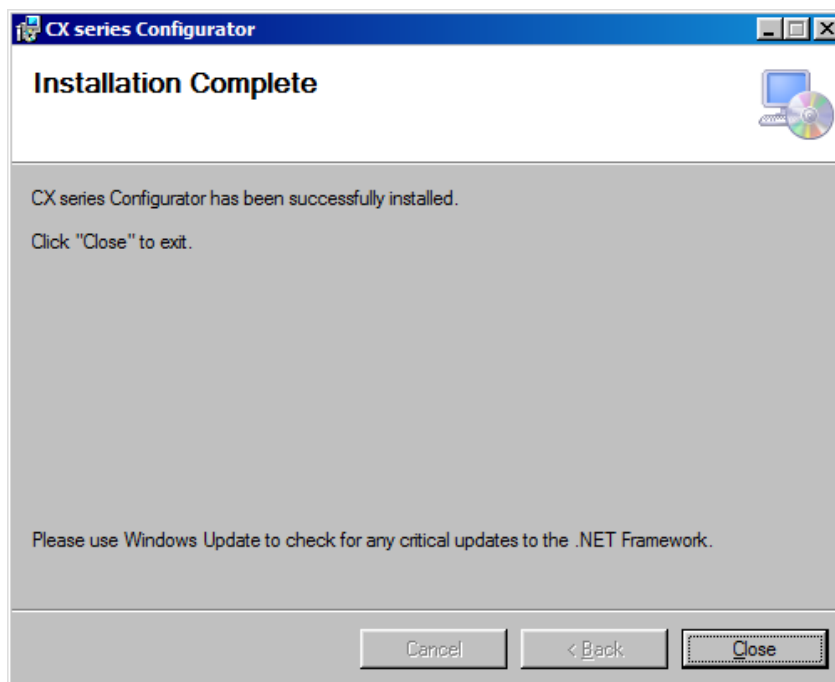 CX series Configurator
Installation Complete
CX series Configurator has been successfully installed.
Click "Close" to exit.
Please use Windows Update to check for any critical updates to the .NET Framework.
Cancel
< Back
Close